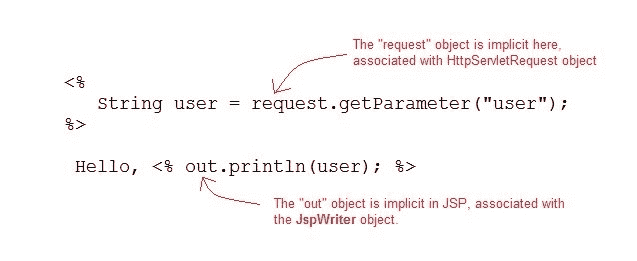 The "request" object is implicit here,
associated with HttpServletRequest object
<%
String user = request.getParameter("user");
%>
Hello, <% out.println(user); %>
The "out" object is implicit in JSP, associated with
the JspWriter object.